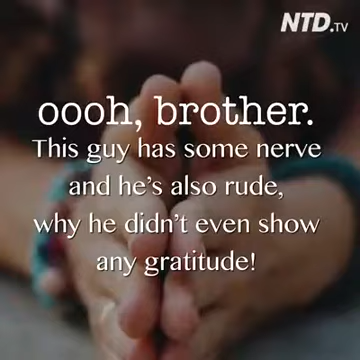 NTD.TV
oooh, brother.
This guy has some nerve
and he's also rude,
why he didn't even show
any gratitude!